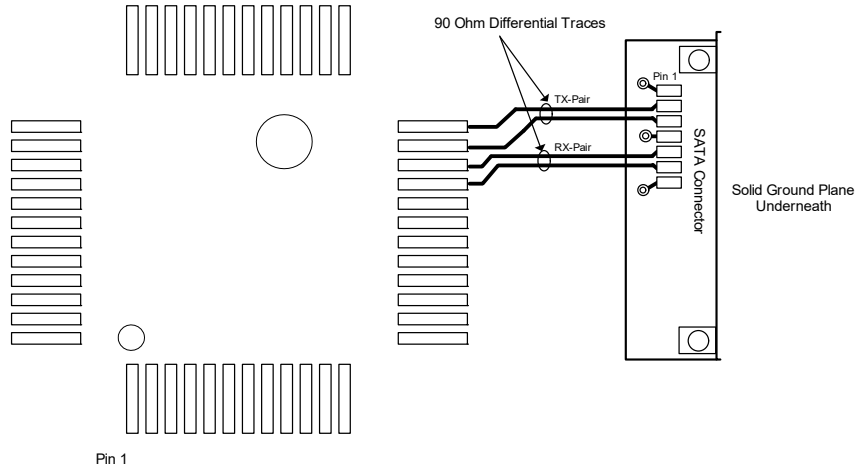 90 Ohm Differential Traces
Pin 1
TX-Pair
RX-Pair
SATA Connector
Solid Ground Plane
Underneath
Pin 1